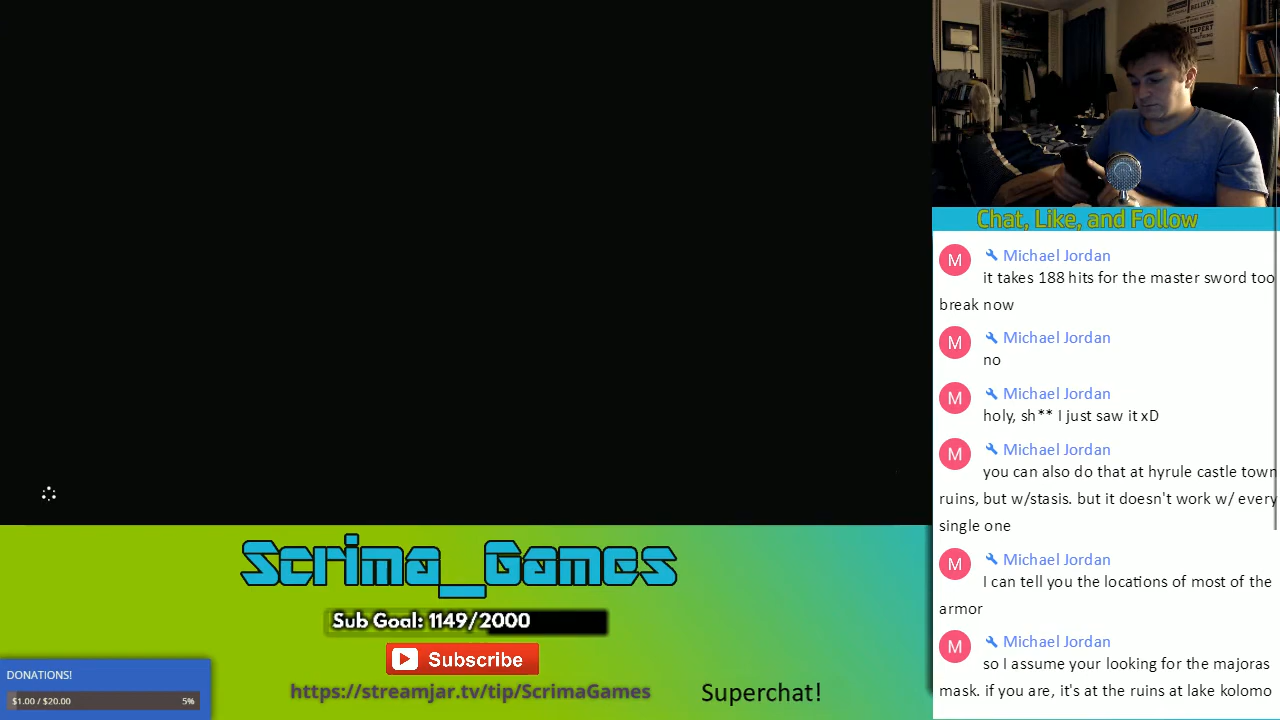 BELIEVE
EXPERT
Chat, Like, and Follow
M Michael Jordan
it takes 188 hits for the master sword too
break now
M Michael Jordan
no
M Michael Jordan
holy, sh** I just saw it xD
M Michael Jordan
you can also do that at hyrule castle town
ruins, but w/stasis. but it doesn't work w/ every
single one
M Michael Jordan
I can tell you the locations of most of the
armor
M Michael Jordan
so I assume your looking for the majoras
mask. if you are, it's at the ruins at lake kolomo
Scrima_Games
Sub Goal: 1149/2000
Subscribe
https://streamjar.tv/tip/ScrimaGames
Superchat!
DONATIONS!
$1.00 / $20.00 5%